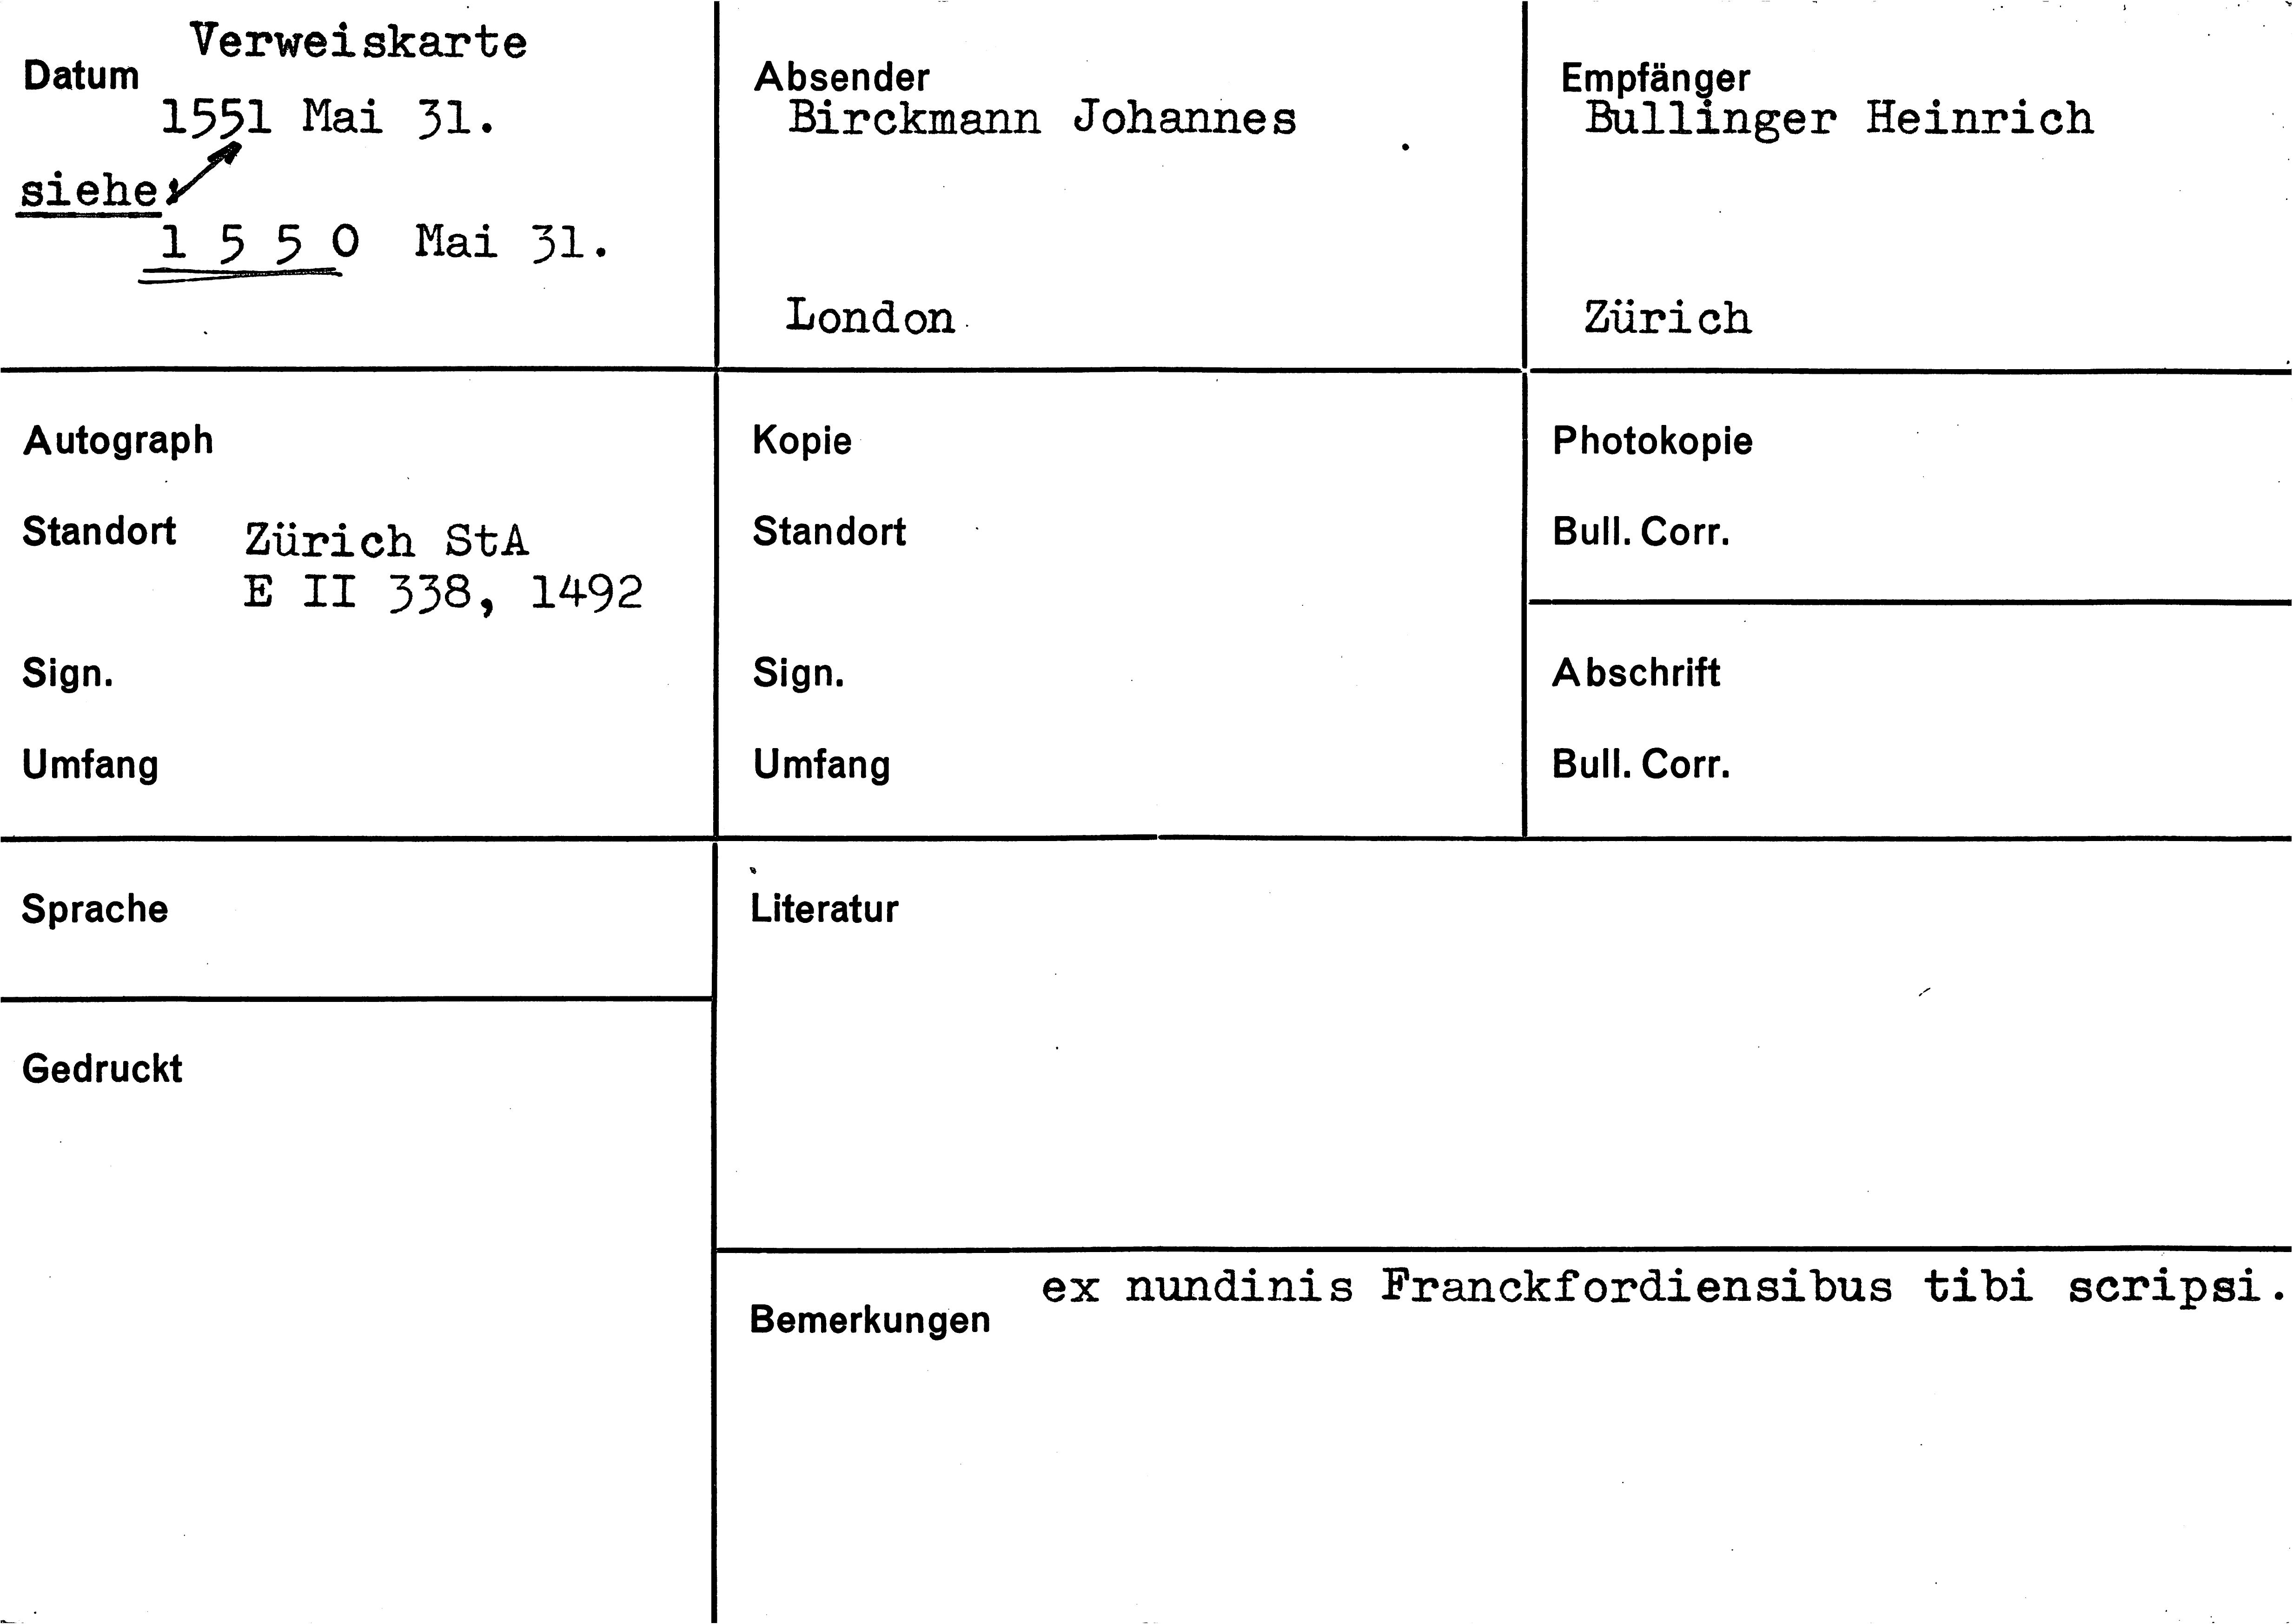 Verweiskarte
Datum
1551 Mai 31.
siehe
1 5 5 0 Mai 31.
Absender
Birckmann Johannes
London
Empfänger
Bullinger Heinrich
Zürich
Autograph
Standort Zürich StA
E II 338, 1492
Sign.
Umfang
Kopie
Standort
Sign.
Umfang
Photokopie
Bull. Corr.
Abschrift
Bull. Corr.
Sprache
Gedruckt
Literatur
ex nundinis Franckfordiensibus tibi scripsi.
Bemerkungen